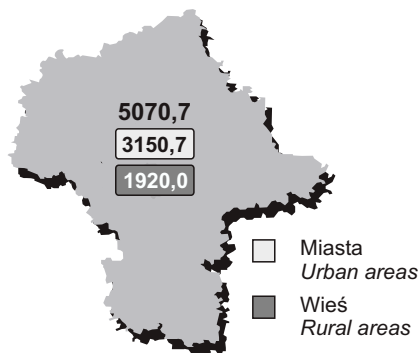 5070,7
3150,7
1920,0
Miasta
Urban areas
Wieś
Rural areas